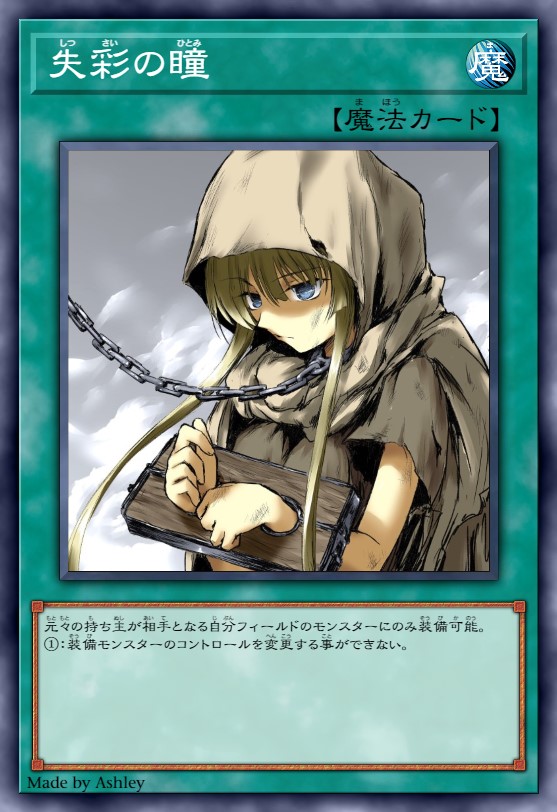 失彩の瞳
魔
【魔法カード】
元々の持ち主が相手となる自分フィールドのモンスターにのみ装備可能。
①：装備モンスターのコントロールを変更する事ができない。
Made by Ashley